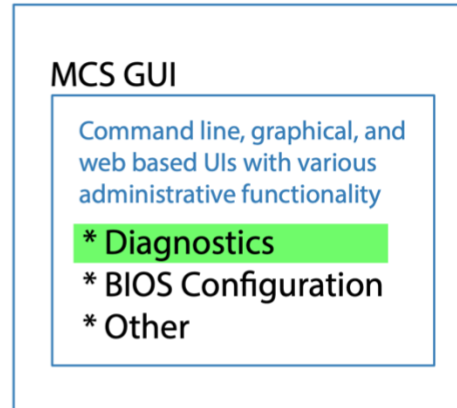 MCS GUI
Command line, graphical, and
web based UIs with various
administrative functionality
* Diagnostics
* BIOS Configuration
* Other